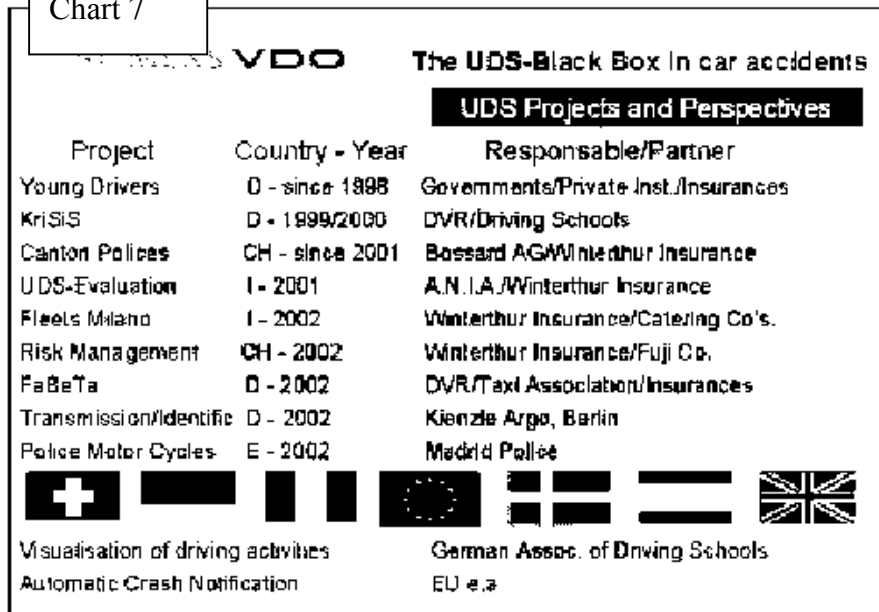 Chart 7
VDO The UDS-Black Box in car accidents
UDS Projects and Perspectives
Project Country - Year Responsable/Partner
Young Drivers D - since 1998 Governments/Private Inst./Insurances
KriSiS D - 1999/2000 DVR/Driving Schools
Canton Polices CH - since 2001 Bossard AG/Winterthur Insurance
UDS-Evaluation I - 2001 A.N.I.A./Winterthur Insurance
Fleets Milano I - 2002 Winterthur Insurance/Catering Co's.
Risk Management CH - 2002 Winterthur Insurance/Fuji Co.
FaBeTa D - 2002 DVR/Taxi Association/Insurances
Transmission/Identific D - 2002 Kienzle Argo, Berlin
Police Motor Cycles E - 2002 Madrid Police
Visualisation of driving activities German Assoc. of Driving Schools
Automatic Crash Notification EU e.a